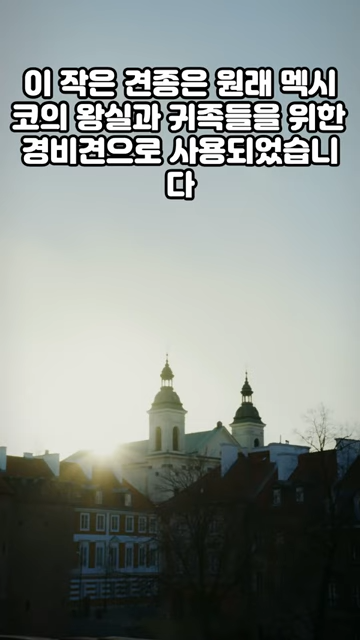 이 작은 견종은 원래 멕시
코의 왕실과 귀족들을 위한
경비견으로 사용되었습니
다